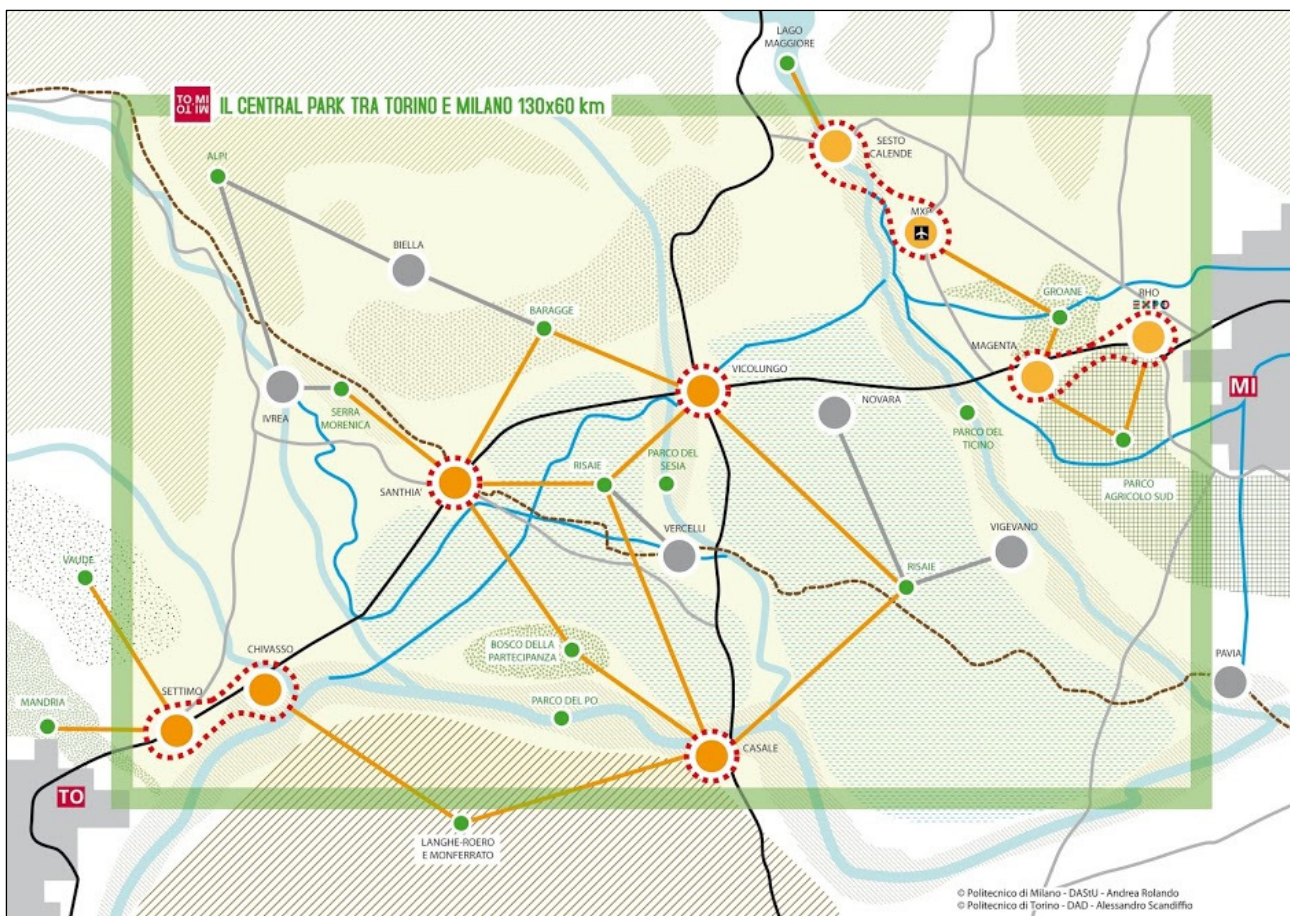 LAGO
MAGGIORE
TO MI
TO MI
IL CENTRAL PARK TRA TORINO E MILANO 130x60 km
SESTO
CALENDE
ALPI
MXP
BIELLA
GROANE
RHO
EXPO
BARAGGE
MAGENTA
VICOLUNGO
MI
NOVARA
IVREA
SERRA
MORENICA
PARCO DEL
TICINO
PARCO DEL
SESIA
RISAIE
SANTHIA'
PARCO
AGRICOLO SUD
VERCELLI
VIGEVANO
VAUDE
RISAIE
BOSCO DELLA
PARTECIPANZA
CHIVASSO
PAVIA
SETTIMO
MANDRIA
PARCO DEL PO
CASALE
TO
LANGHE-ROERO
E MONFERRATO
© Politecnico di Milano - DAStU - Andrea Rolando
© Politecnico di Torino - DAD - Alessandro Scandiffio